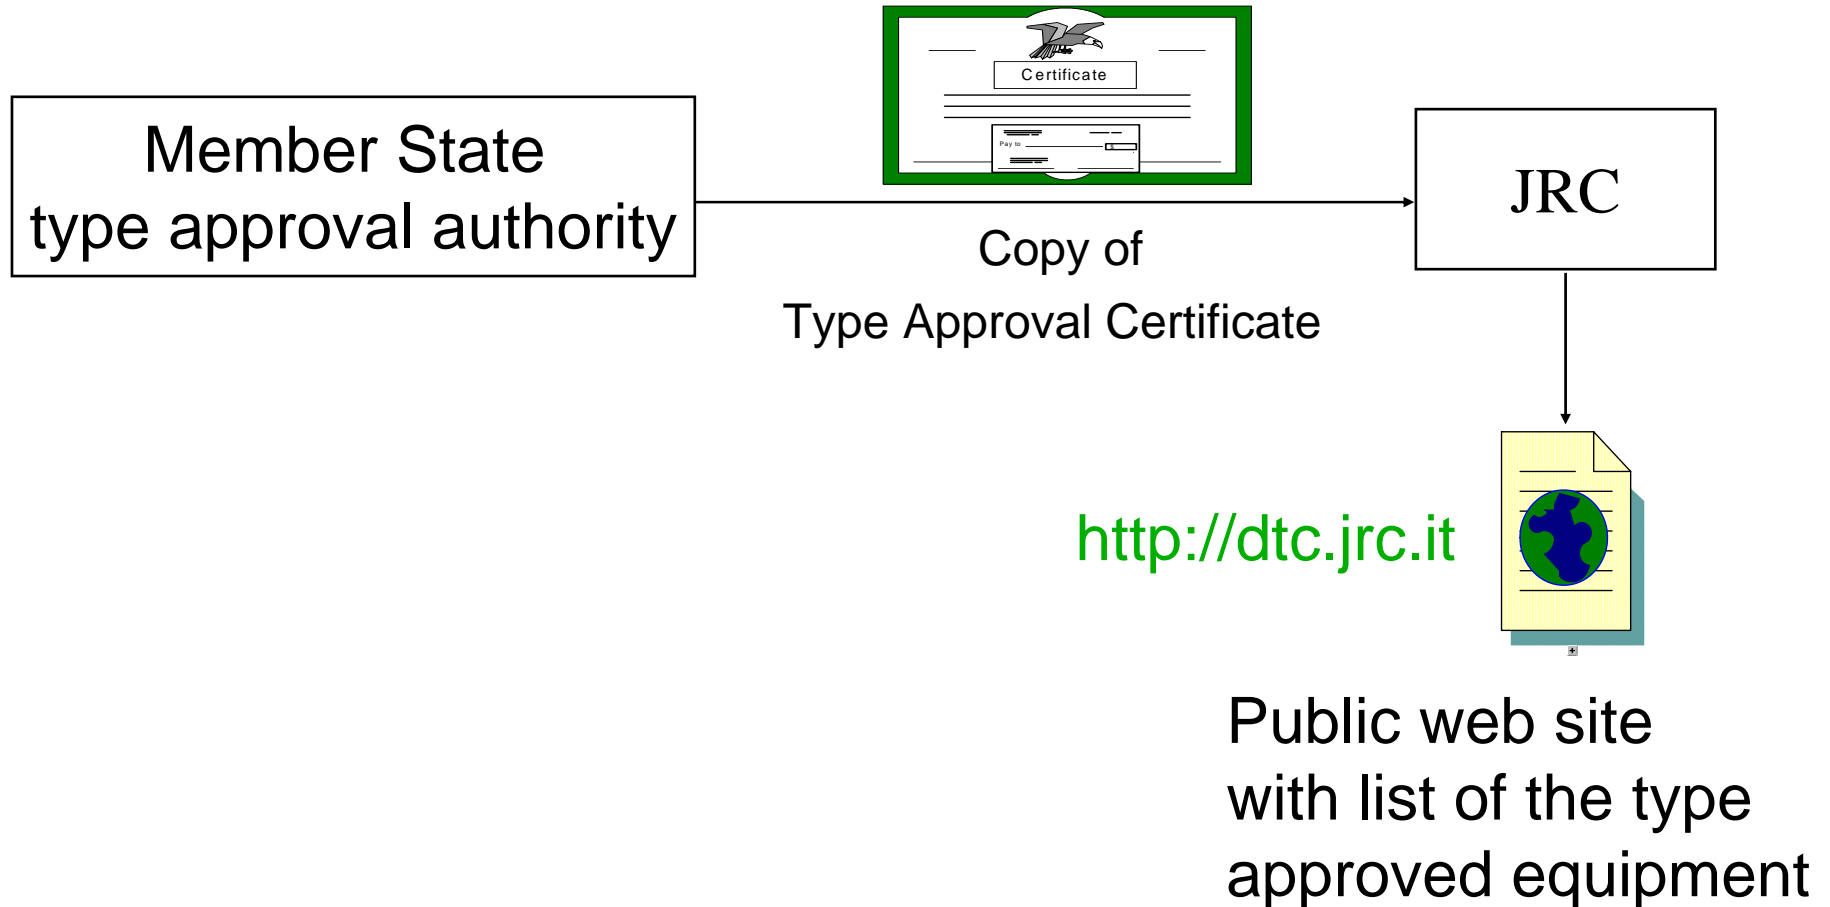 Certificate
Pay to
$
Member State
type approval authority
JRC
Copy of
Type Approval Certificate
http://dtc.jrc.it
Public web site
with list of the type
approved equipment